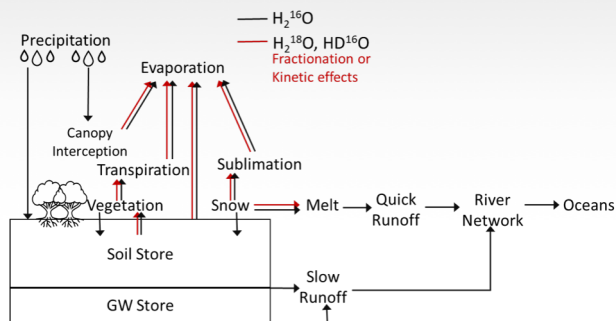 H₂¹⁶O
H₂¹⁸O, HD¹⁶O
Fractionation or
Kinetic effects
Precipitation
Evaporation
Canopy
Interception
Transpiration
Sublimation
Vegetation
Snow
Melt
Quick
Runoff
River
Network
Oceans
Soil Store
Slow
Runoff
GW Store